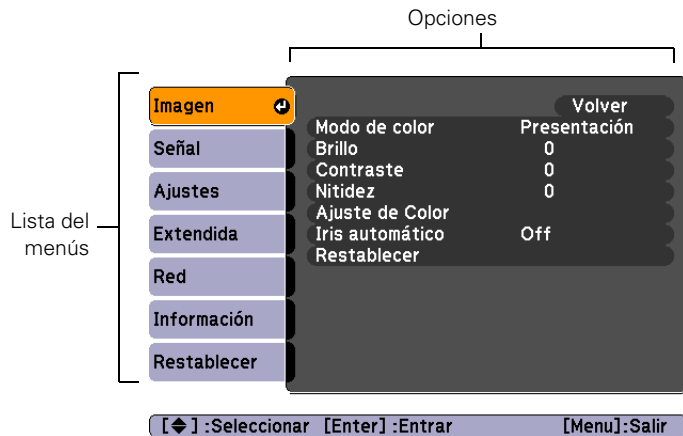 Opciones
Lista del
menús
Imagen
Señal
Ajustes
Extendida
Red
Información
Restablecer
Volver
Modo de color Presentación
Brillo 0
Contraste 0
Nitidez 0
Ajuste de Color
Iris automático Off
Restablecer
[◆] :Seleccionar [Enter] :Entrar [Menu]:Salir